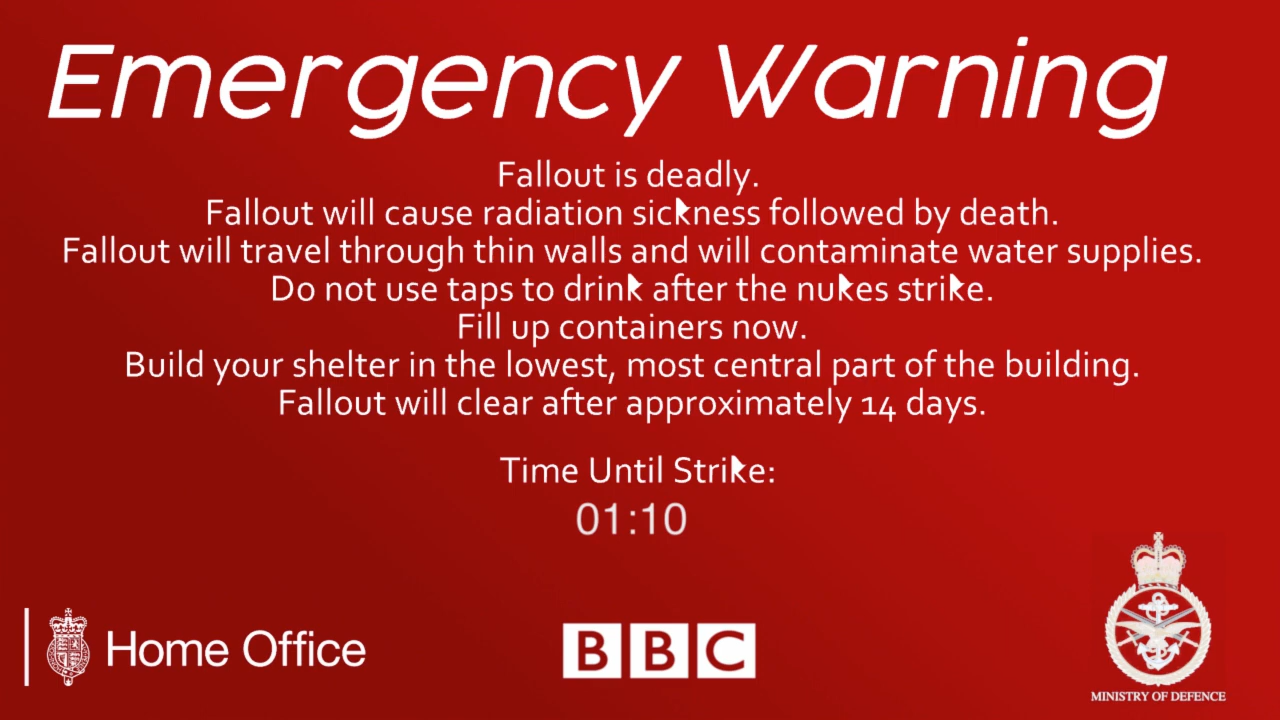 Emergency Warning
Fallout is deadly.
Fallout will cause radiation sickness followed by death.
Fallout will travel through thin walls and will contaminate water supplies.
Do not use taps to drink after the nukes strike.
Fill up containers now.
Build your shelter in the lowest, most central part of the building.
Fallout will clear after approximately 14 days.
Time Until Strike:
01:10
Home Office
BBC
MINISTRY OF DEFENCE